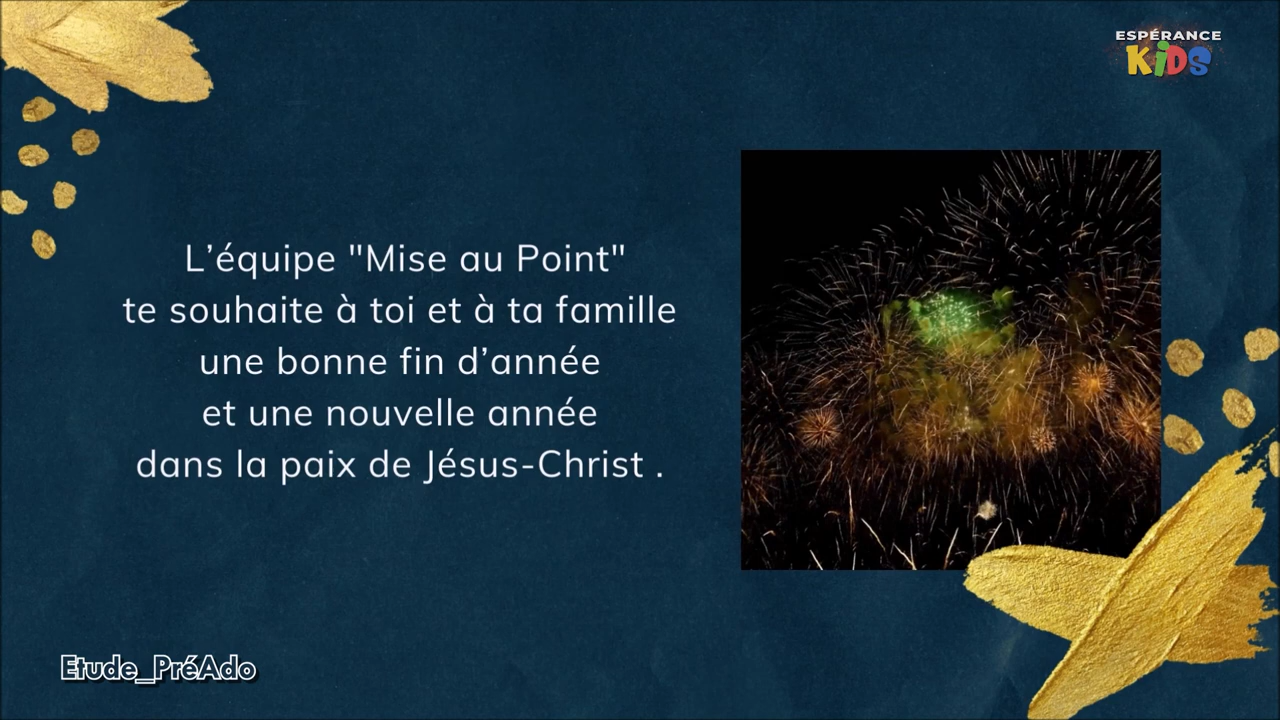 ESPÉRANCE
KiDS
L’équipe "Mise au Point"
te souhaite à toi et à ta famille
une bonne fin d’année
et une nouvelle année
dans la paix de Jésus-Christ .
Etude_PréAdo